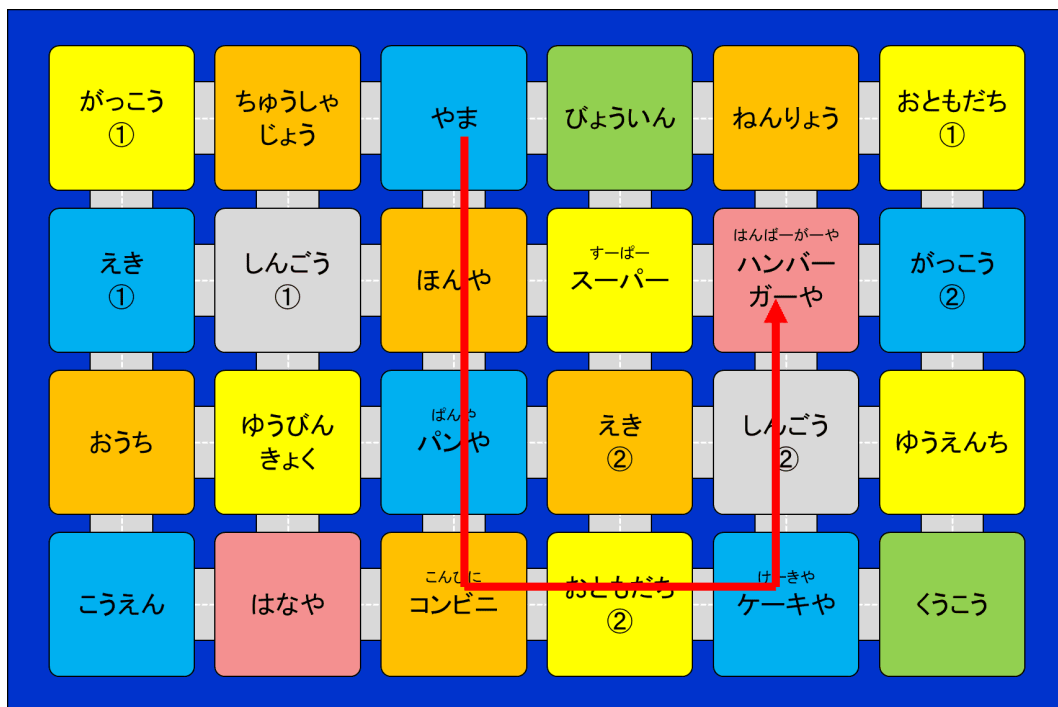 がっこう
①
ちゅうしゃ
じょう
やま
びょういん
ねんりょう
おともだち
①
えき
①
しんごう
①
ほんや
すーぱー
スーパー
はんばーがーや
ハンバー
ガーや
がっこう
②
おうち
ゆうびん
きょく
ぱんや
パンや
えき
②
しんごう
②
ゆうえんち
こうえん
はなや
こんびに
コンビニ
おともだち
②
けーきや
ケーキや
くうこう